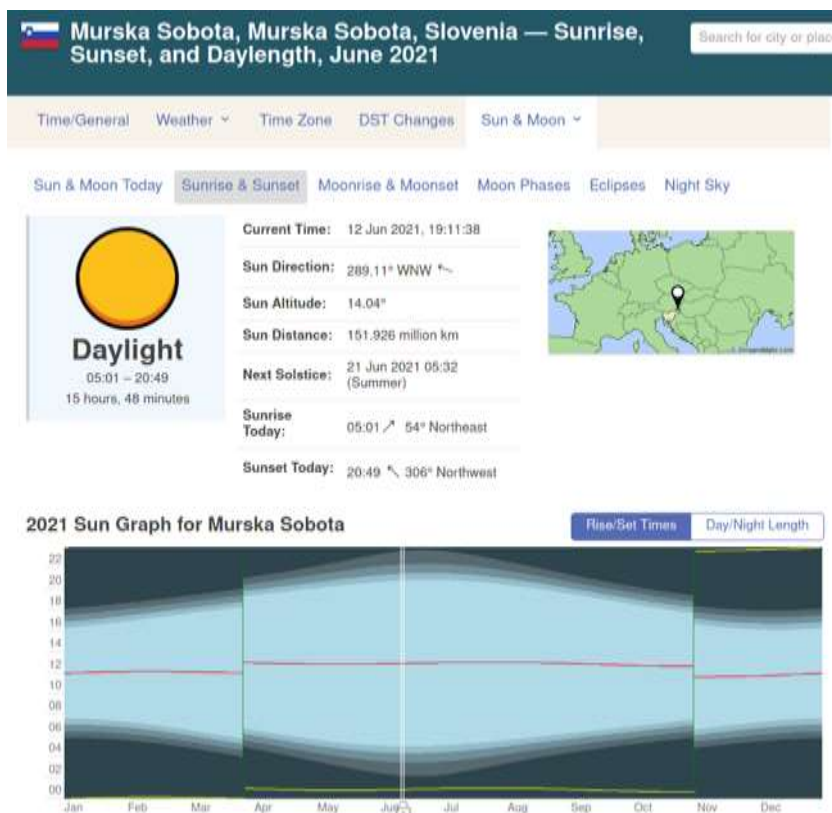 Murska Sobota, Murska Sobota, Slovenia — Sunrise,
Sunset, and Daylength, June 2021
Search for city or plac
Time/General Weather Time Zone DST Changes Sun & Moon
Sun & Moon Today Sunrise & Sunset Moonrise & Moonset Moon Phases Eclipses Night Sky
Daylight
05:01 – 20:49
15 hours, 48 minutes
Current Time: 12 Jun 2021, 19:11:38
Sun Direction: 289.11° WNW ↖
Sun Altitude: 14.04°
Sun Distance: 151.926 million km
Next Solstice: 21 Jun 2021 05:32
(Summer)
Sunrise
Today: 05:01 ↗ 54° Northeast
Sunset Today: 20:49 ↖ 306° Northwest
2021 Sun Graph for Murska Sobota
Rise/Set Times Day/Night Length
22
20
18
16
14
12
10
08
06
04
02
00
Jan Feb Mar Apr May Jun Jul Aug Sep Oct Nov Dec